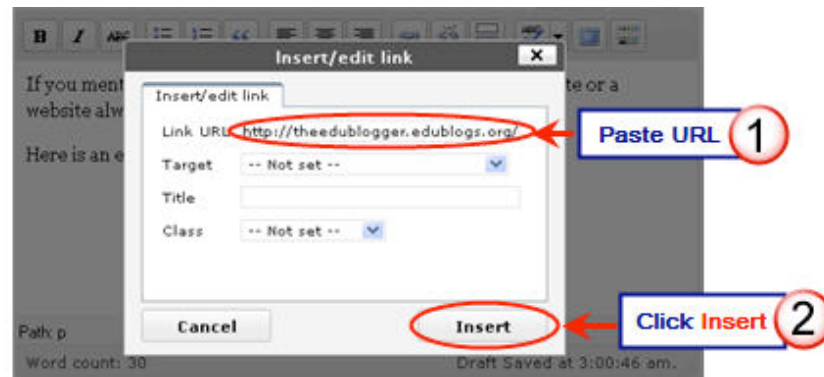 B I ABC
Insert/edit link X
If you ment te or a
Insert/edit link
website alw
Link URL http://theedublogger.edublogs.org/
Paste URL 1
Here is an e
Target -- Not set --
Title
Class -- Not set --
Cancel Insert
Click Insert 2
Path: p
Word count: 30 Draft Saved at 3:00:46 am.